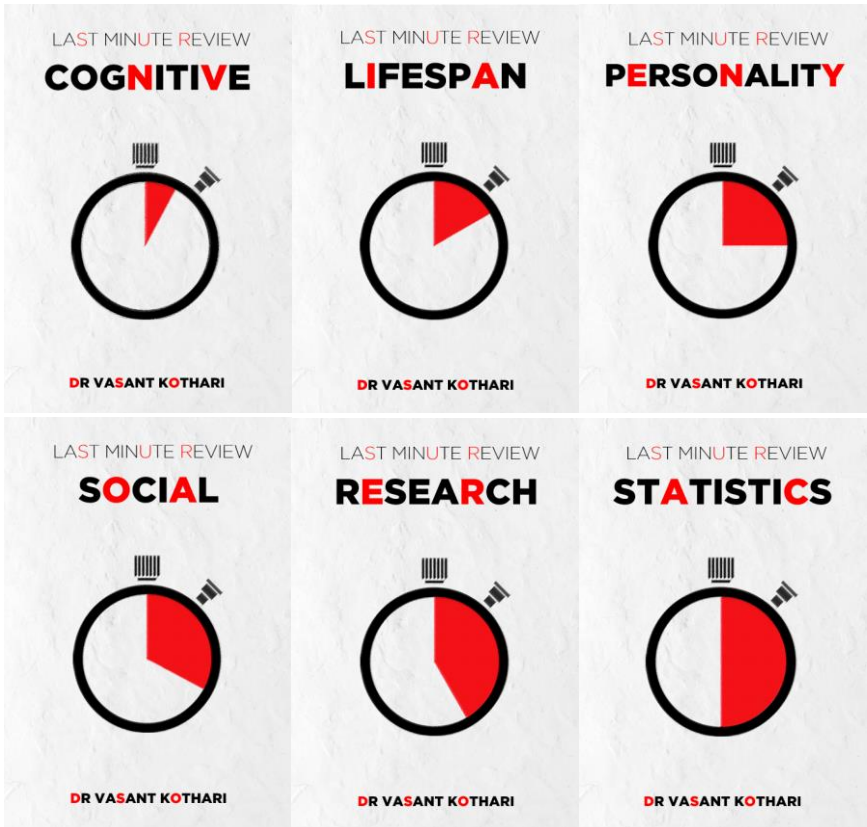 LAST MINUTE REVIEW
COGNITIVE
DR VASANT KOTHARI
LAST MINUTE REVIEW
LIFESPAN
DR VASANT KOTHARI
LAST MINUTE REVIEW
PERSONALITY
DR VASANT KOTHARI
LAST MINUTE REVIEW
SOCIAL
DR VASANT KOTHARI
LAST MINUTE REVIEW
RESEARCH
DR VASANT KOTHARI
LAST MINUTE REVIEW
STATISTICS
DR VASANT KOTHARI